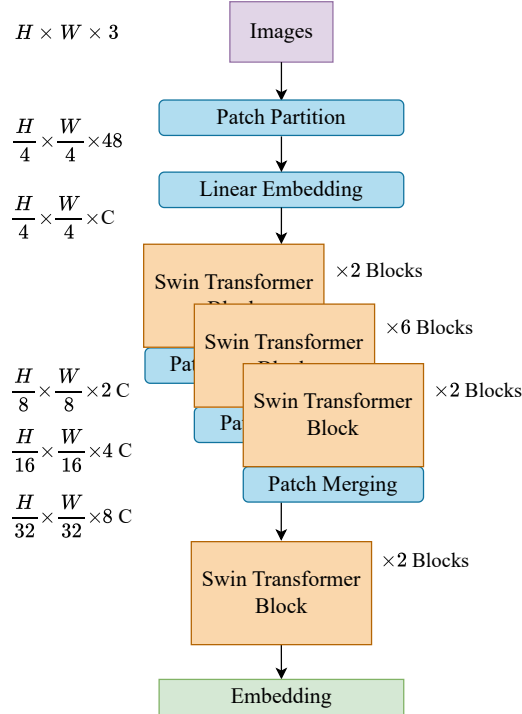 H × W × 3
Images
Patch Partition
H/4 × W/4 × 48
Linear Embedding
H/4 × W/4 × C
Swin Transformer
×2 Blocks
Swin Transformer
×6 Blocks
Swin Transformer
Block
×2 Blocks
H/8 × W/8 × 2 C
H/16 × W/16 × 4 C
Patch Merging
H/32 × W/32 × 8 C
Swin Transformer
Block
×2 Blocks
Embedding